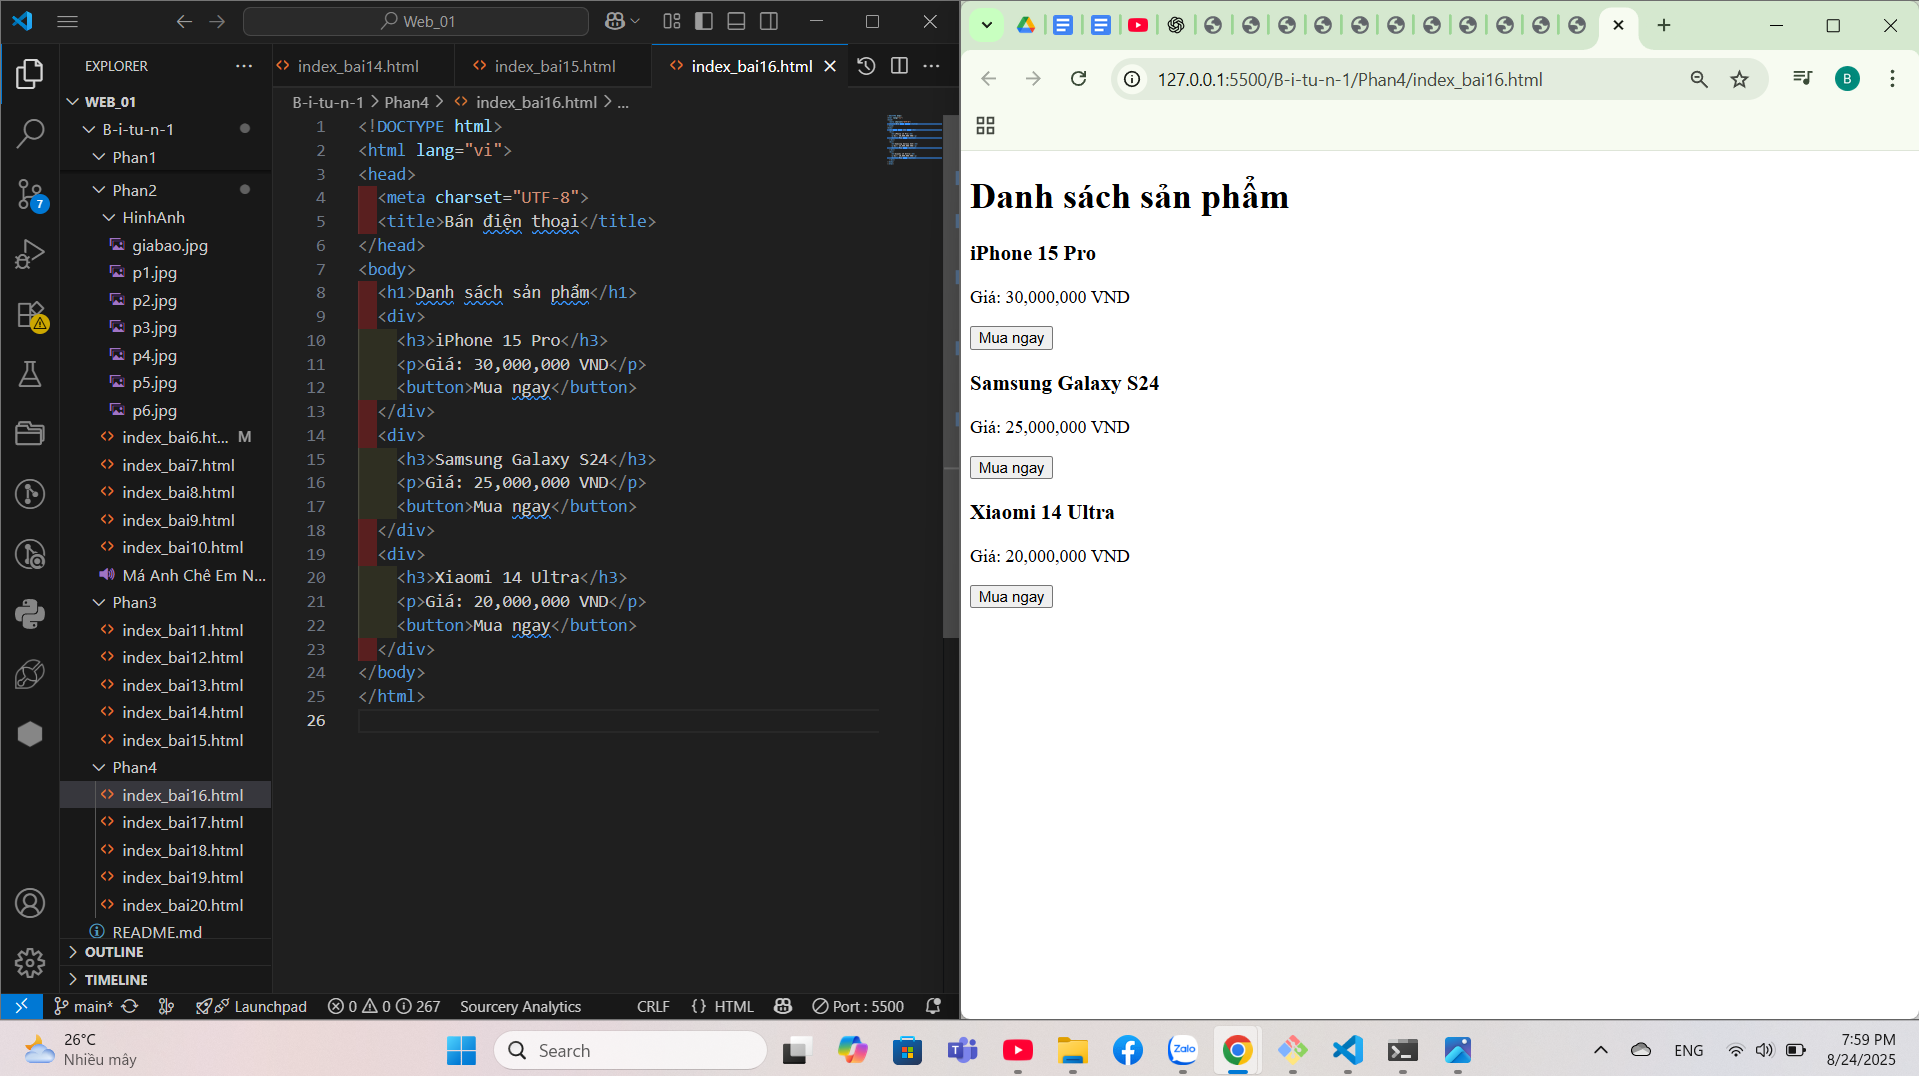 Web_01
EXPLORER
WEB_01
B-i-tu-n-1
Phan1
Phan2
HinhAnh
giabao.jpg
p1.jpg
p2.jpg
p3.jpg
p4.jpg
p5.jpg
p6.jpg
index_bai6.ht... M
index_bai7.html
index_bai8.html
index_bai9.html
index_bai10.html
Má Anh Chê Em N...
Phan3
index_bai11.html
index_bai12.html
index_bai13.html
index_bai14.html
index_bai15.html
Phan4
index_bai16.html
index_bai17.html
index_bai18.html
index_bai19.html
index_bai20.html
README.md
OUTLINE
TIMELINE
7
index_bai14.html index_bai15.html index_bai16.html
B-i-tu-n-1 > Phan4 > index_bai16.html > ...
1 <!DOCTYPE html>
2 <html lang="vi">
3 <head>
4 <meta charset="UTF-8">
5 <title>Bán điện thoại</title>
6 </head>
7 <body>
8 <h1>Danh sách sản phẩm</h1>
9 <div>
10 <h3>iPhone 15 Pro</h3>
11 <p>Giá: 30,000,000 VND</p>
12 <button>Mua ngay</button>
13 </div>
14 <div>
15 <h3>Samsung Galaxy S24</h3>
16 <p>Giá: 25,000,000 VND</p>
17 <button>Mua ngay</button>
18 </div>
19 <div>
20 <h3>Xiaomi 14 Ultra</h3>
21 <p>Giá: 20,000,000 VND</p>
22 <button>Mua ngay</button>
23 </div>
24 </body>
25 </html>
26
main* Launchpad 0 0 267 Sourcery Analytics CRLF {} HTML Port : 5500
127.0.0.1:5500/B-i-tu-n-1/Phan4/index_bai16.html
B
Danh sách sản phẩm
iPhone 15 Pro
Giá: 30,000,000 VND
Mua ngay
Samsung Galaxy S24
Giá: 25,000,000 VND
Mua ngay
Xiaomi 14 Ultra
Giá: 20,000,000 VND
Mua ngay
26°C
Nhiều mây
Search
Zalo
ENG
7:59 PM
8/24/2025